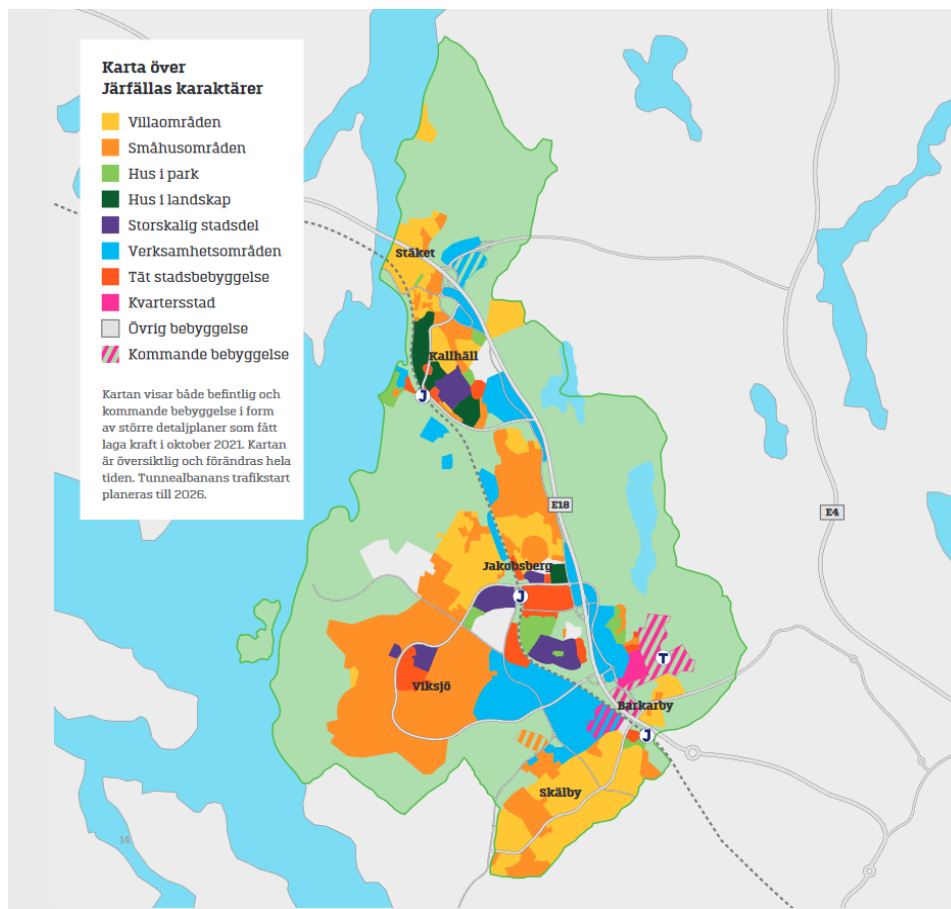 Karta över
Järfällas karaktärer
Villaområden
Småhusområden
Hus i park
Hus i landskap
Storskalig stadsdel
Verksamhetsområden
Tät stadsbebyggelse
Kvartersstad
Övrig bebyggelse
Kommande bebyggelse
Kartan visar både befintlig och
kommande bebyggelse i form
av större detaljplaner som fått
laga kraft i oktober 2021. Kartan
är översiktlig och förändras hela
tiden. Tunnealbanans trafikstart
planeras till 2026.
Stäket
Kallhäll
J
E18
E4
Jakobsberg
J
T
Viksjö
Barkarby
J
Skälby
14